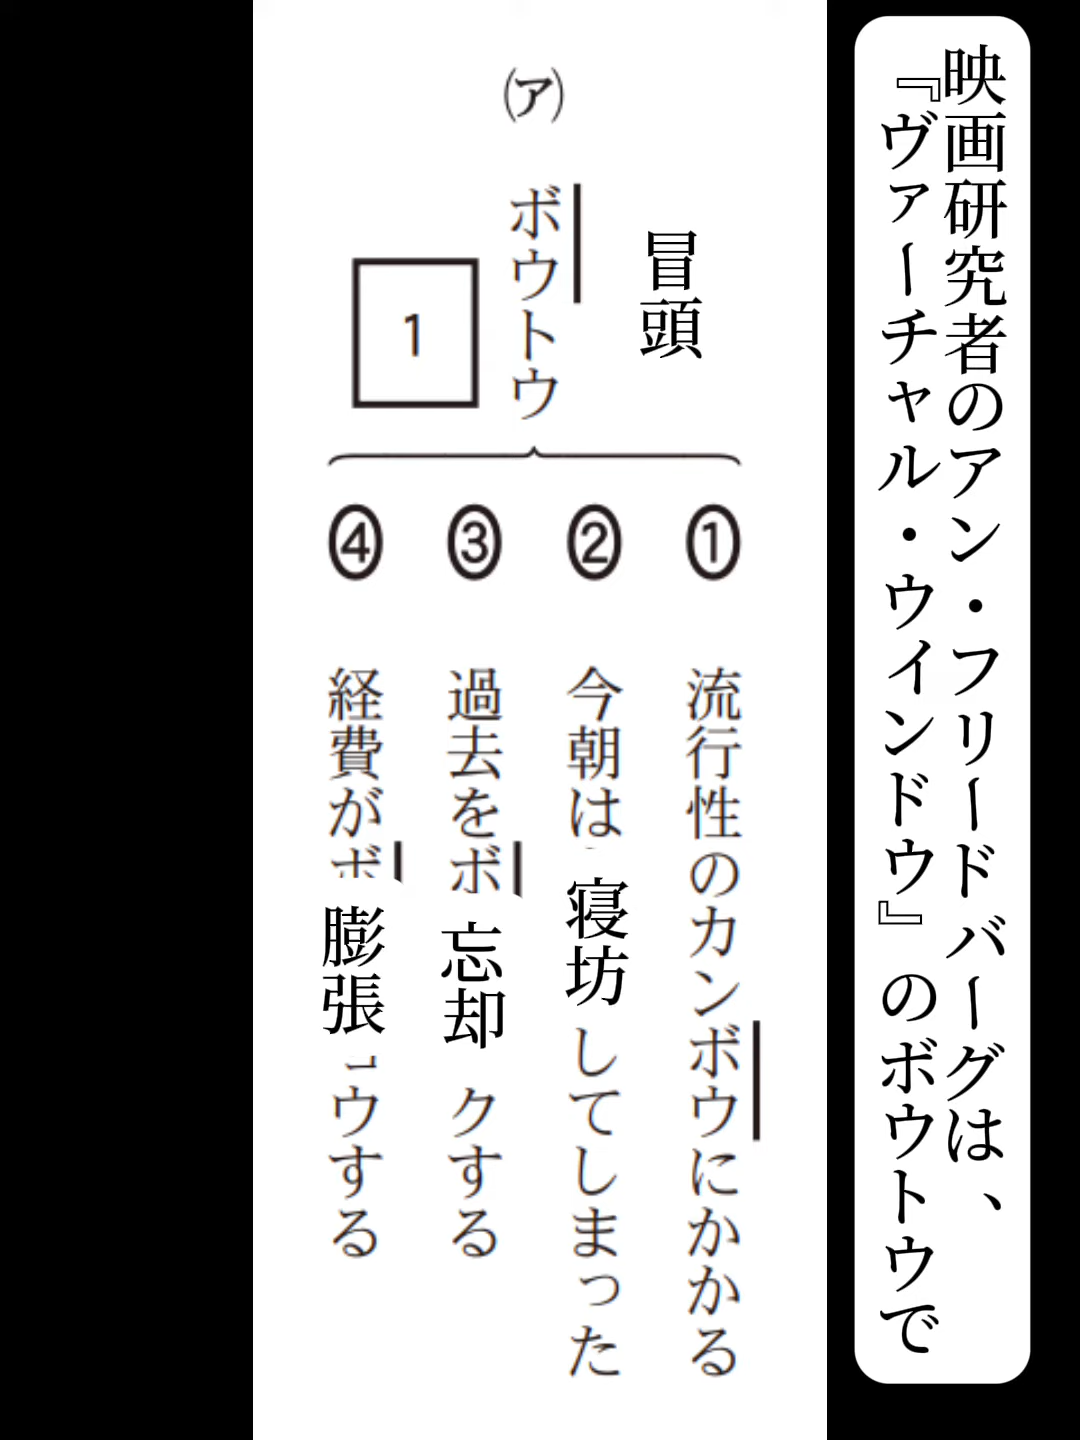 映画研究者のアン・フリードバーグは、
『ヴァーチャル・ウインドウ』のボウトウで
冒頭
㋐ ボウトウ
1
① 流行性のカンボウにかかる
② 今朝は寝坊してしまった
③ 過去をボ忘却クする
④ 経費がボ膨張ョウする